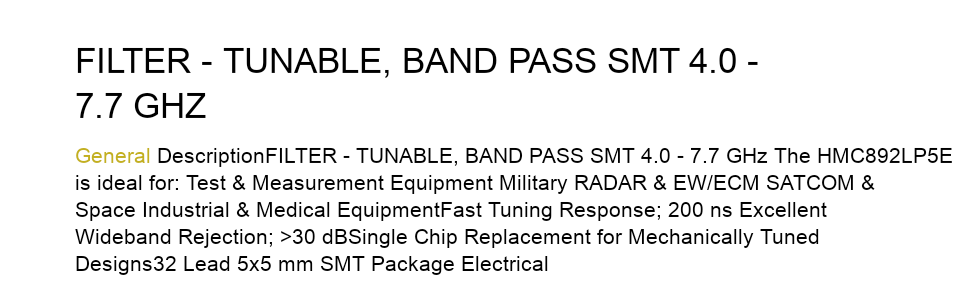 FILTER - TUNABLE, BAND PASS SMT 4.0 -
7.7 GHZ
General DescriptionFILTER - TUNABLE, BAND PASS SMT 4.0 - 7.7 GHz The HMC892LP5E
is ideal for: Test & Measurement Equipment Military RADAR & EW/ECM SATCOM &
Space Industrial & Medical EquipmentFast Tuning Response; 200 ns Excellent
Wideband Rejection; >30 dBSingle Chip Replacement for Mechanically Tuned
Designs32 Lead 5x5 mm SMT Package Electrical